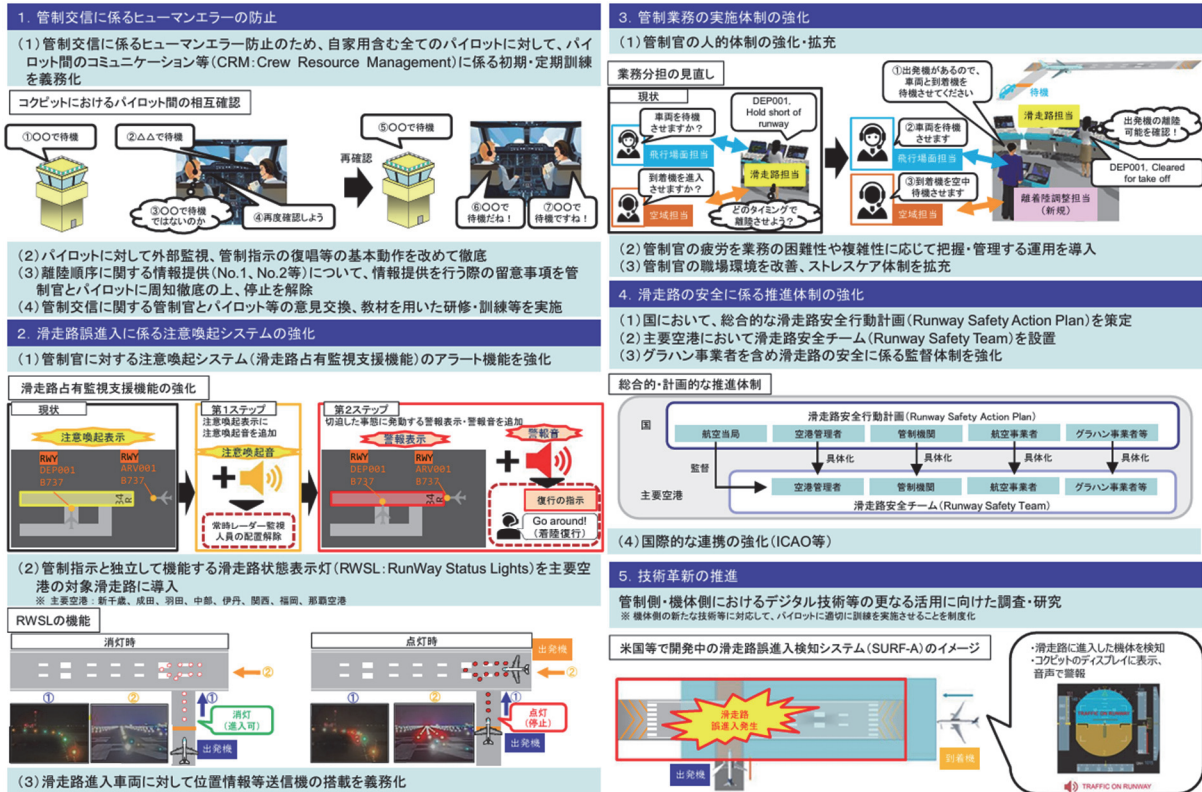 1. 管制交信に係るヒューマンエラーの防止
(1)管制交信に係るヒューマンエラー防止のため、自家用含む全てのパイロットに対して、パイ
ロット間のコミュニケーション等(CRM:Crew Resource Management)に係る初期・定期訓練
を義務化
コクピットにおけるパイロット間の相互確認
①〇〇で待機
②△△で待機
③〇〇で待機
ではないのか
④再度確認しよう
再確認
⑤〇〇で待機
⑥〇〇で
待機だね!
⑦〇〇で
待機ですね!
(2)パイロットに対して外部監視、管制指示の復唱等の基本動作を改めて徹底
(3)離陸順序に関する情報提供(No.1、No.2等)について、情報提供を行う際の留意事項を管
制官とパイロットに周知徹底の上、停止を解除
(4)管制交信に関する管制官とパイロット等の意見交換、教材を用いた研修・訓練等を実施
2. 滑走路誤進入に係る注意喚起システムの強化
(1)管制官に対する注意喚起システム(滑走路占有監視支援機能)のアラート機能を強化
滑走路占有監視支援機能の強化
現状
注意喚起表示
RWY
DEP001
B737
RWY
ARV001
B737
34
R
第1ステップ
注意喚起表示に
注意喚起音を追加
注意喚起音
常時レーダー監視
人員の配置解除
第2ステップ
切迫した事態に発動する警報表示・警報音を追加
警報表示
RWY
DEP001
B737
RWY
ARV001
B737
34
R
警報音
復行の指示
Go around!
(着陸復行)
(2)管制指示と独立して機能する滑走路状態表示灯(RWSL:RunWay Status Lights)を主要空
港の対象滑走路に導入
※ 主要空港:新千歳、成田、羽田、中部、伊丹、関西、福岡、那覇空港
RWSLの機能
消灯時
②
①
②
①
消灯
(進入可)
出発機
点灯時
出発機
②
①
②
①
点灯
(停止)
出発機
(3)滑走路進入車両に対して位置情報等送信機の搭載を義務化
3. 管制業務の実施体制の強化
(1)管制官の人的体制の強化・拡充
業務分担の見直し
現状
車両を待機
させますか?
飛行場面担当
到着機を進入
させますか?
空域担当
DEP001,
Hold short of
runway
滑走路担当
どのタイミングで
離陸させよう?
①出発機があるので、
車両と到着機を
待機させてください
待機
待機
滑走路担当
出発機の離陸
可能を確認!
②車両を待機
させます
飛行場面担当
③到着機を空中
待機させます
空域担当
DEP001, Cleared
for take off
離着陸調整担当
(新規)
(2)管制官の疲労を業務の困難性や複雑性に応じて把握・管理する運用を導入
(3)管制官の職場環境を改善、ストレスケア体制を拡充
4. 滑走路の安全に係る推進体制の強化
(1)国において、総合的な滑走路安全行動計画(Runway Safety Action Plan)を策定
(2)主要空港において滑走路安全チーム(Runway Safety Team)を設置
(3)グラハン事業者を含め滑走路の安全に係る監督体制を強化
総合的・計画的な推進体制
国
滑走路安全行動計画(Runway Safety Action Plan)
航空当局
空港管理者
管制機関
航空事業者
グラハン事業者等
監督
具体化
具体化
具体化
具体化
主要空港
空港管理者
管制機関
航空事業者
グラハン事業者等
滑走路安全チーム(Runway Safety Team)
(4)国際的な連携の強化(ICAO等)
5. 技術革新の推進
管制側・機体側におけるデジタル技術等の更なる活用に向けた調査・研究
※ 機体側の新たな技術等に対応して、パイロットに適切に訓練を実施させることを制度化
米国等で開発中の滑走路誤進入検知システム(SURF-A)のイメージ
滑走路
誤進入発生
出発機
到着機
・滑走路に進入した機体を検知
・コクピットのディスプレイに表示、
音声で警報
TRAFFIC ON RUNWAY
TRAFFIC ON RUNWAY